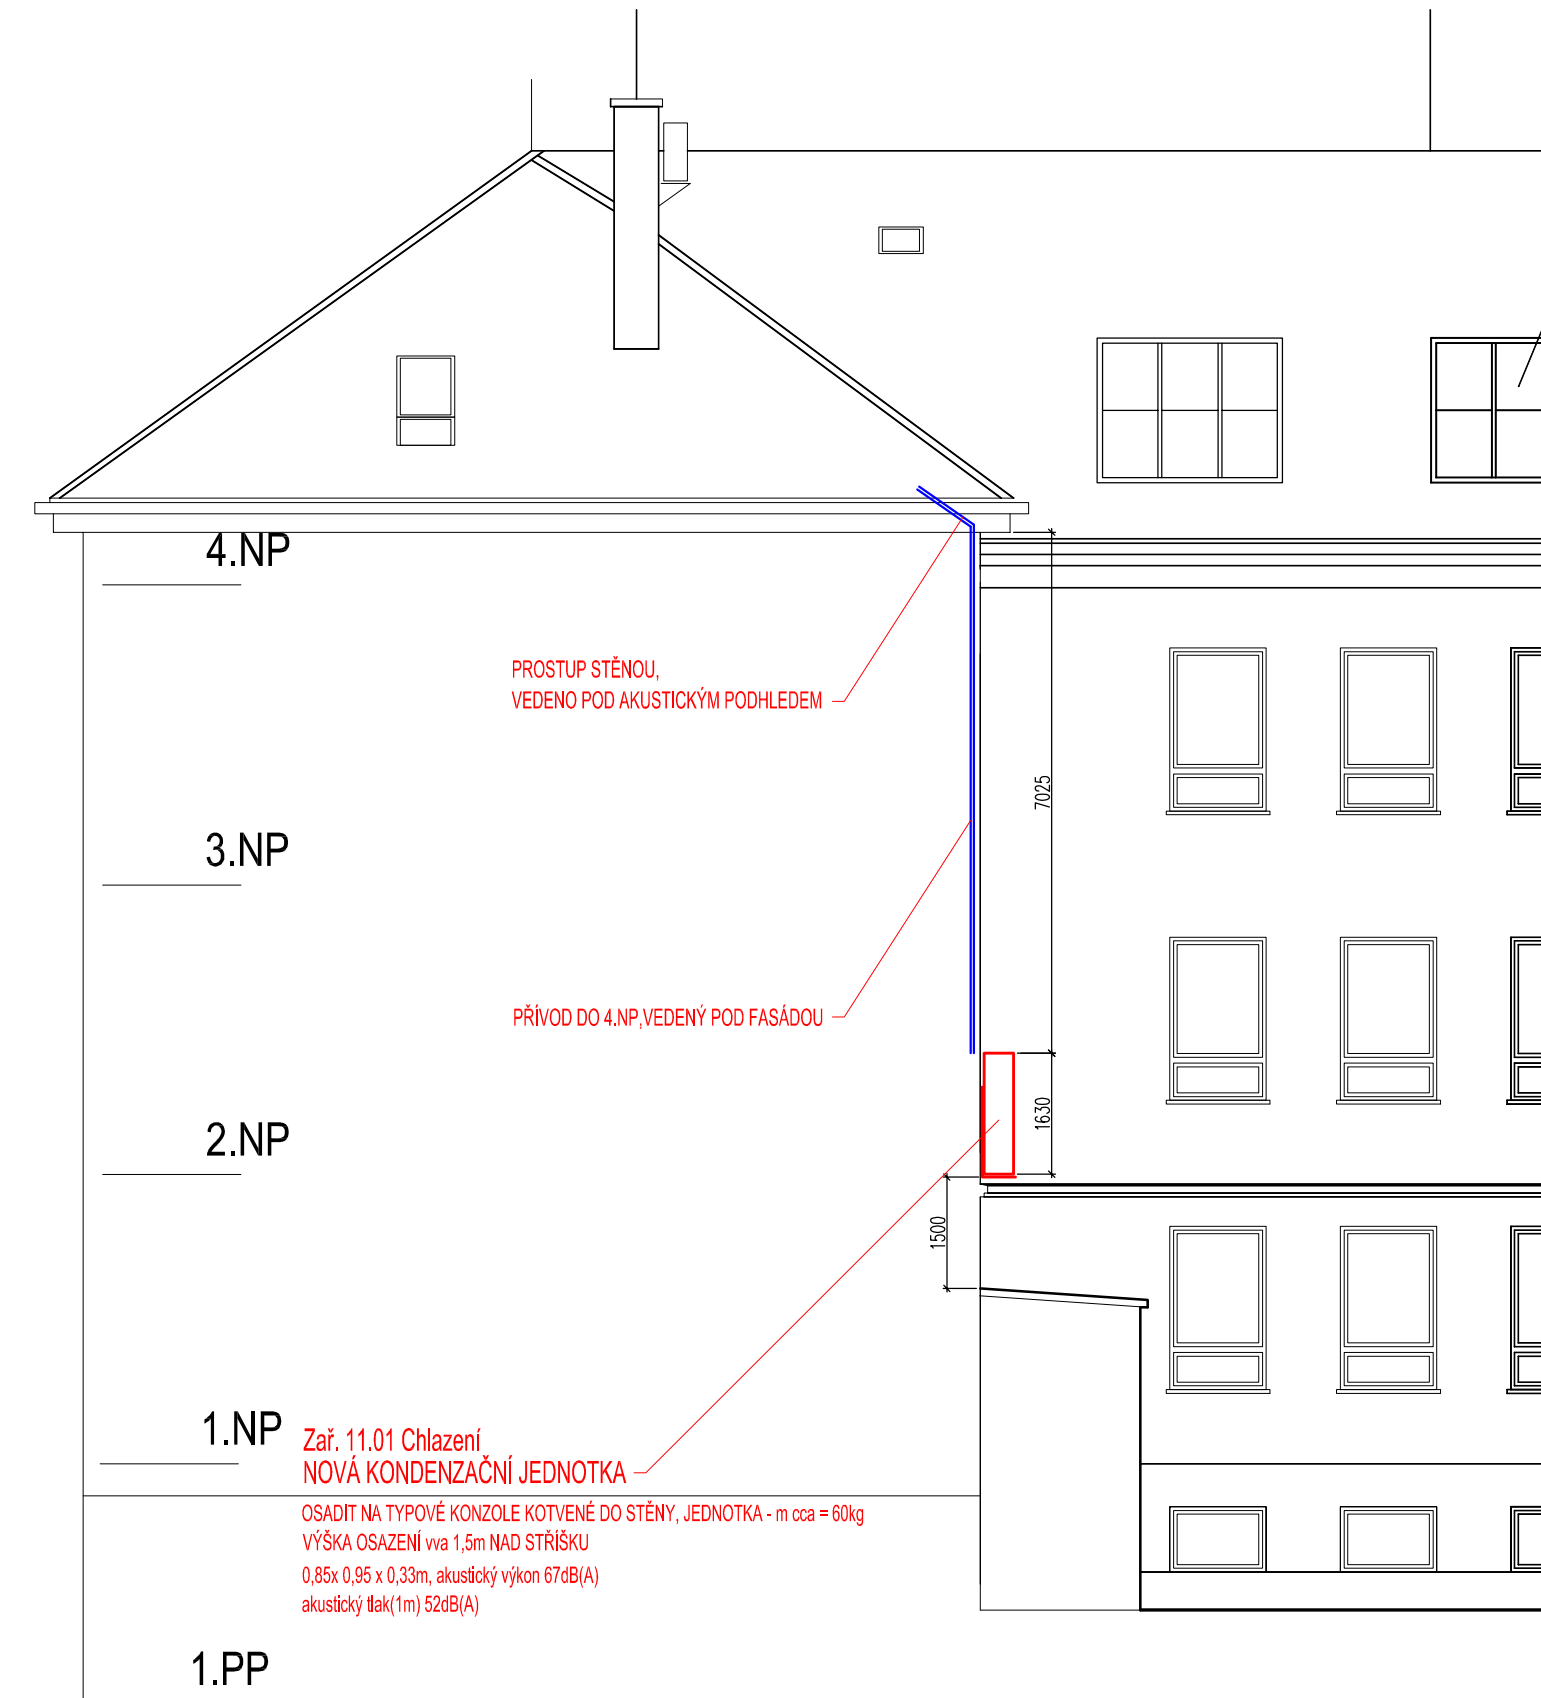 4.NP
PROSTUP STĚNOU,
VEDENO POD AKUSTICKÝM PODHLEDEM
7025
3.NP
PŘÍVOD DO 4.NP,VEDENÝ POD FASÁDOU
1630
2.NP
1500
1.NP
Zař. 11.01 Chlazení
NOVÁ KONDENZAČNÍ JEDNOTKA
OSADIT NA TYPOVÉ KONZOLE KOTVENÉ DO STĚNY, JEDNOTKA - m cca = 60kg
VÝŠKA OSAZENÍ vva 1,5m NAD STŘÍŠKU
0,85x 0,95 x 0,33m, akustický výkon 67dB(A)
akustický tlak(1m) 52dB(A)
1.PP